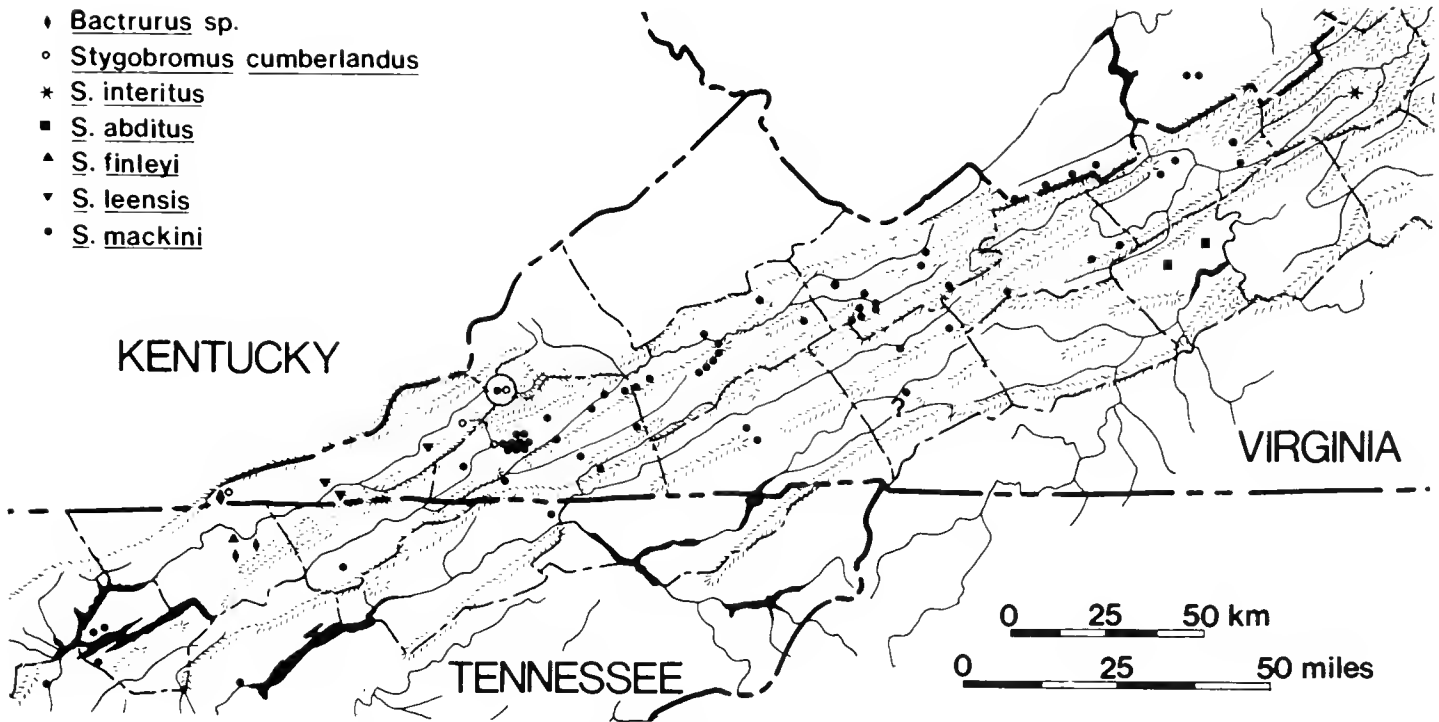 Bactrurus sp.
Stygobromus cumberlandus
S. interitus
S. abditus
S. finleyi
S. leensis
S. mackini
KENTUCKY
VIRGINIA
TENNESSEE
0 25 50 km
0 25 50 miles
?